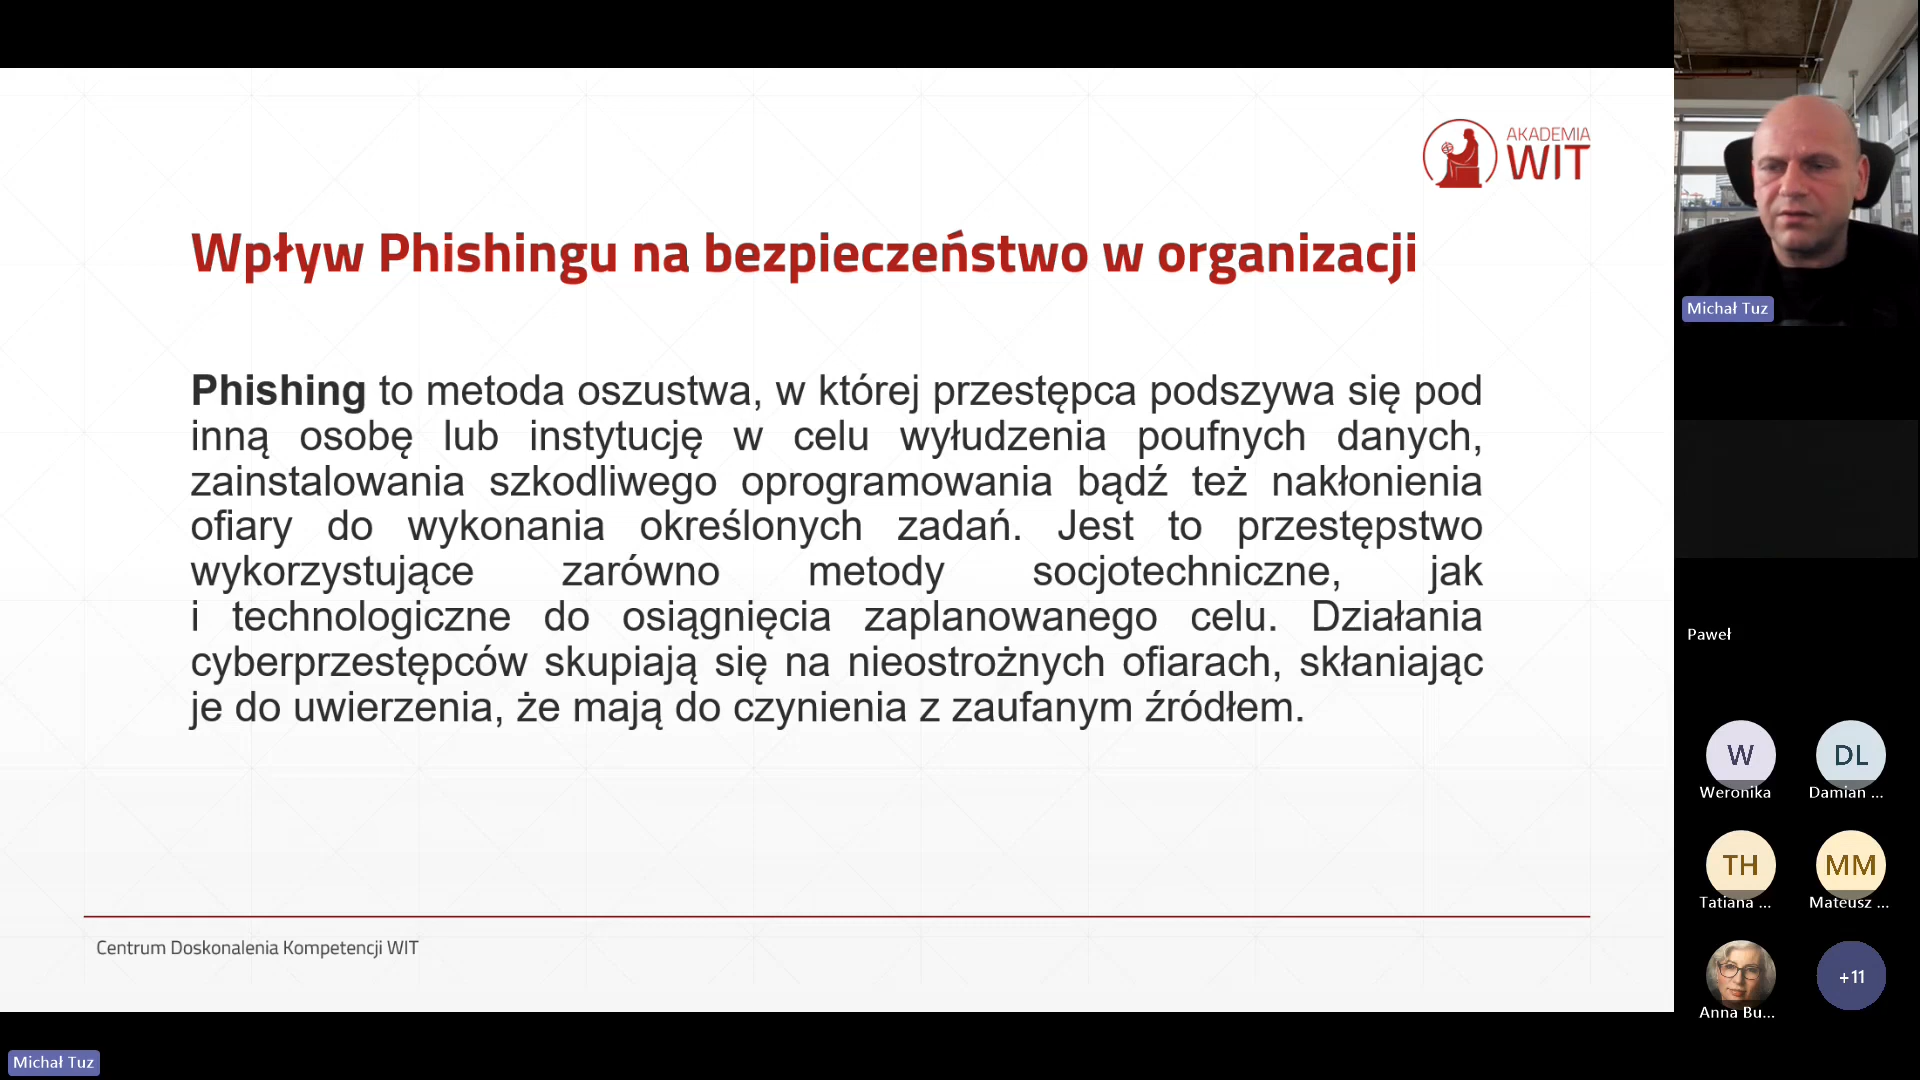 AKADEMIA
WIT
Wpływ Phishingu na bezpieczeństwo w organizacji
Phishing to metoda oszustwa, w której przestępca podszywa się pod
inną osobę lub instytucję w celu wyłudzenia poufnych danych,
zainstalowania szkodliwego oprogramowania bądź też nakłonienia
ofiary do wykonania określonych zadań. Jest to przestępstwo
wykorzystujące zarówno metody socjotechniczne, jak
i technologiczne do osiągnięcia zaplanowanego celu. Działania
cyberprzestępców skupiają się na nieostrożnych ofiarach, skłaniając
je do uwierzenia, że mają do czynienia z zaufanym źródłem.
Centrum Doskonalenia Kompetencji WIT
Michał Tuz
Michał Tuz
Paweł
W
DL
Weronika
Damian ...
TH
MM
Tatiana ...
Mateusz ...
+11
Anna Bu...